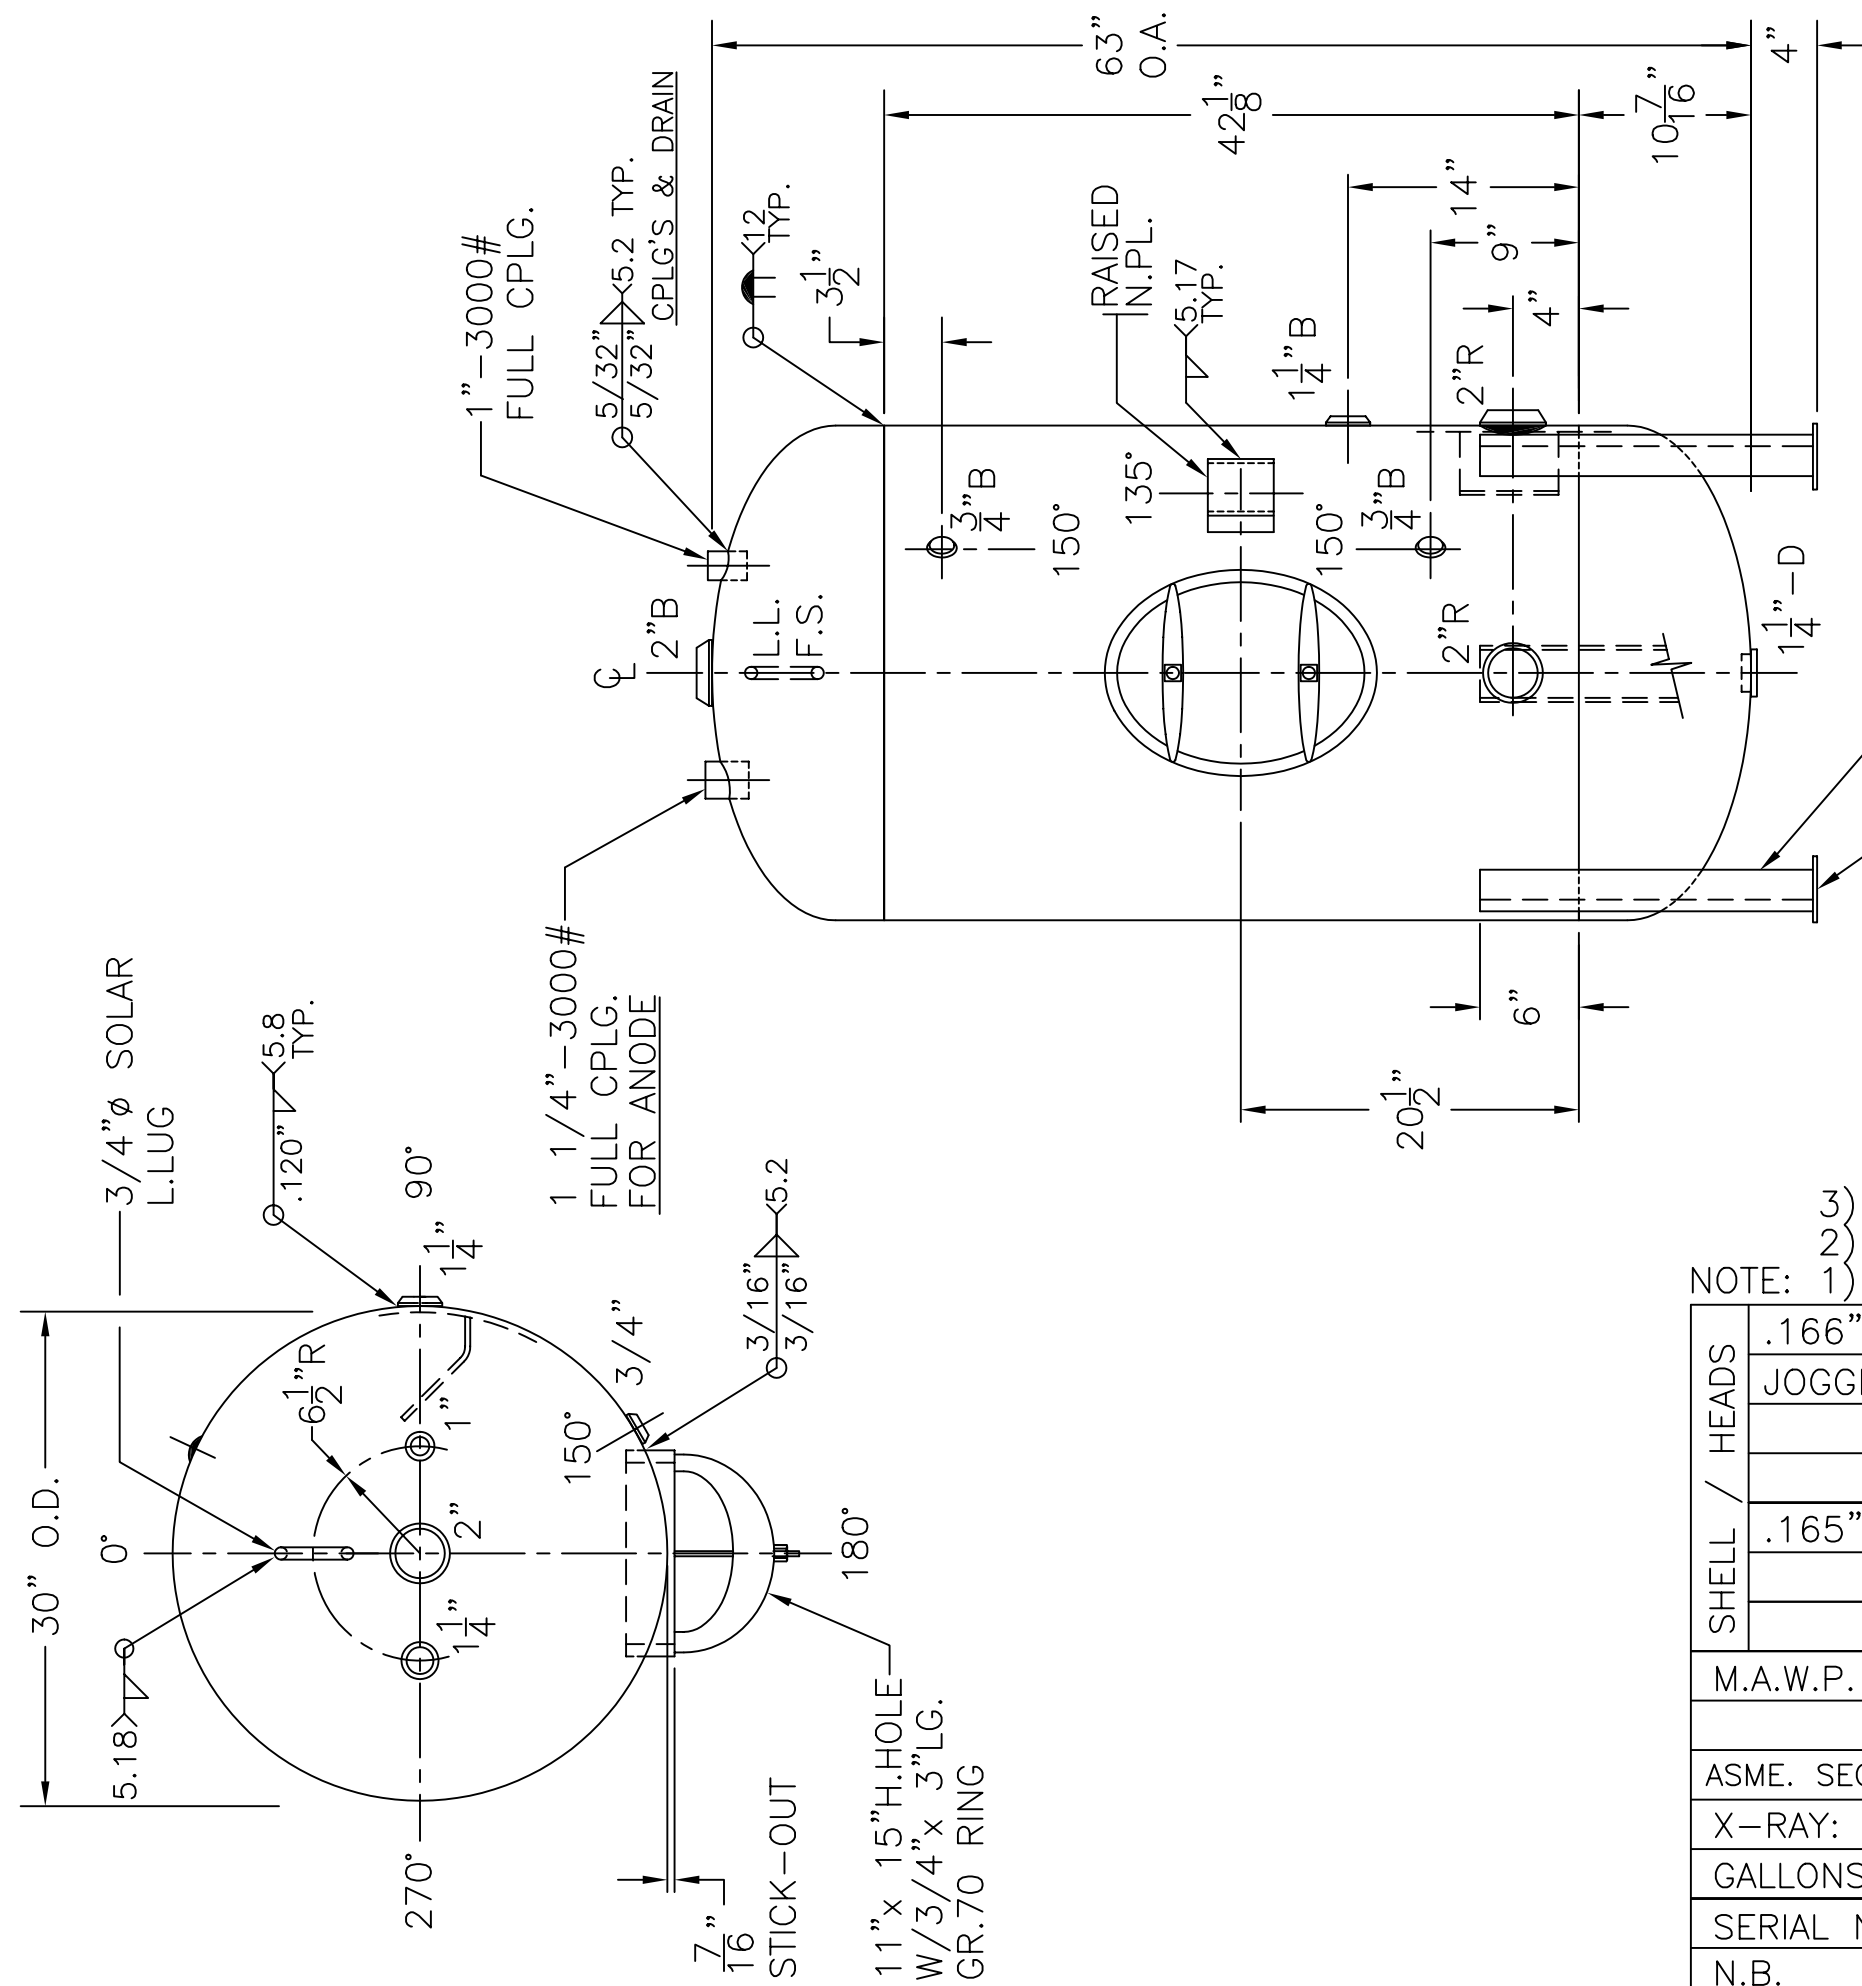 63"
O.A.
4"
42 1/8"
10 7/16"
14"
9"
4"
1"-3000#
FULL CPLG.
5/32"
5/32"
5.2 TYP.
CPLG'S & DRAIN
12
TYP.
3 1/2"
RAISED
N.PL.
5.17
TYP.
1 1/4" B
2"R
135°
3/4"B
150°
150°
3/4"B
℄
2"B
L.L.
F.S.
2"R
1 1/4"-D
1 1/4"-3000#
FULL CPLG.
FOR ANODE
6"
20 1/2"
3/4"ø SOLAR
L.LUG
5.8
TYP.
.120"
90°
1 1/4"
30" O.D.
0°
6 1/2"R
1"
2"
1 1/4"
150°
3/4"
3/16"
3/16"
5.2
180°
5.18
270°
7/16"
STICK-OUT
11"x 15"H.HOLE
W/3/4"x 3"LG.
GR.70 RING
3)
2)
NOTE: 1)
SHELL / HEADS
.166"
JOGG
.165"
M.A.W.P.
ASME. SEC
X-RAY:
GALLONS
SERIAL N
N.B.